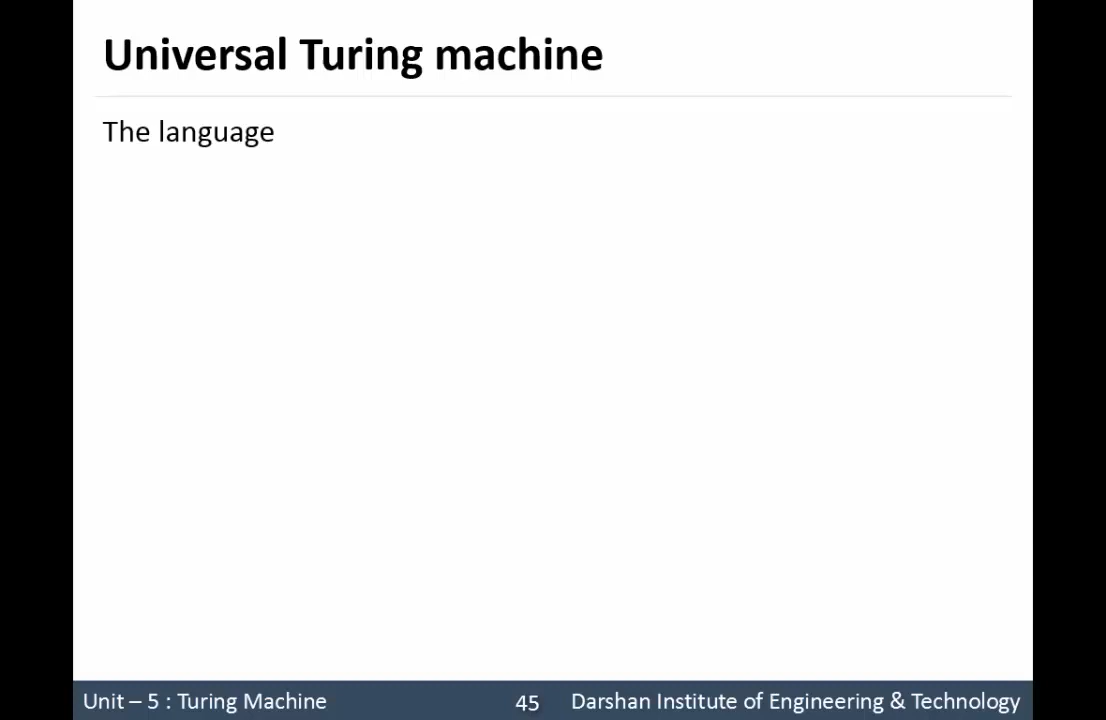 Universal Turing machine
The language
Unit – 5 : Turing Machine 45 Darshan Institute of Engineering & Technology